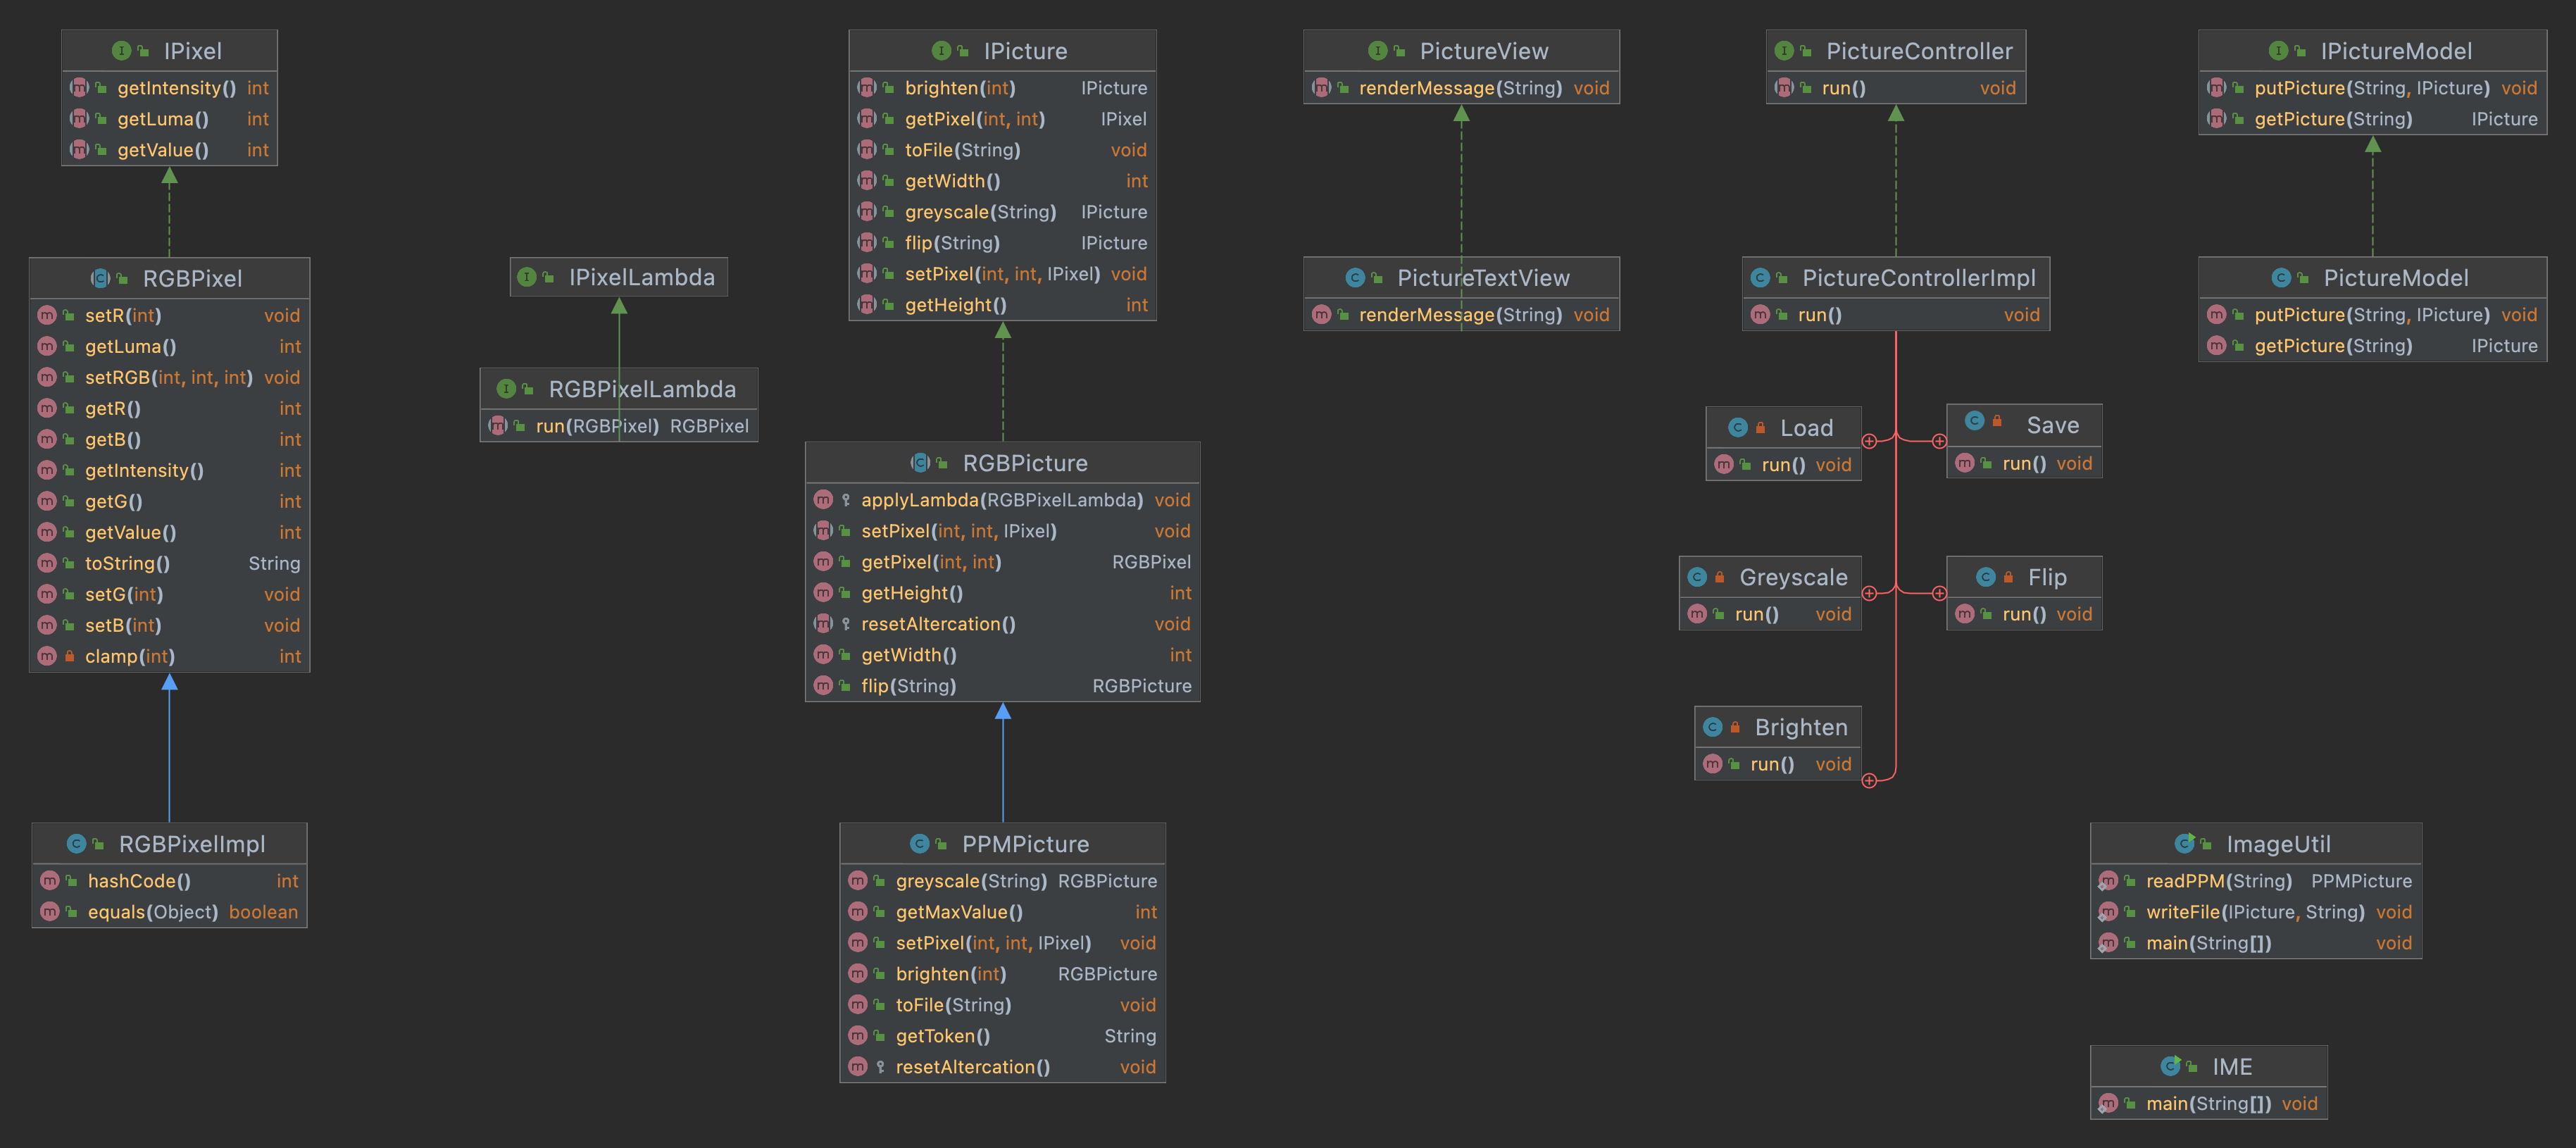 IPixel
getIntensity() int
getLuma() int
getValue() int
RGBPixel
setR(int) void
getLuma() int
setRGB(int, int, int) void
getR() int
getB() int
getIntensity() int
getG() int
getValue() int
toString() String
setG(int) void
setB(int) void
clamp(int) int
RGBPixelImpl
hashCode() int
equals(Object) boolean
IPixelLambda
RGBPixelLambda
run(RGBPixel) RGBPixel
IPicture
brighten(int) IPicture
getPixel(int, int) IPixel
toFile(String) void
getWidth() int
greyscale(String) IPicture
flip(String) IPicture
setPixel(int, int, IPixel) void
getHeight() int
RGBPicture
applyLambda(RGBPixelLambda) void
setPixel(int, int, IPixel) void
getPixel(int, int) RGBPixel
getHeight() int
resetAltercation() void
getWidth() int
flip(String) RGBPicture
PPMPicture
greyscale(String) RGBPicture
getMaxValue() int
setPixel(int, int, IPixel) void
brighten(int) RGBPicture
toFile(String) void
getToken() String
resetAltercation() void
PictureView
renderMessage(String) void
PictureTextView
renderMessage(String) void
PictureController
run() void
PictureControllerImpl
run() void
Load
run() void
Save
run() void
Greyscale
run() void
Flip
run() void
Brighten
run() void
IPictureModel
putPicture(String, IPicture) void
getPicture(String) IPicture
PictureModel
putPicture(String, IPicture) void
getPicture(String) IPicture
ImageUtil
readPPM(String) PPMPicture
writeFile(IPicture, String) void
main(String[]) void
IME
main(String[]) void